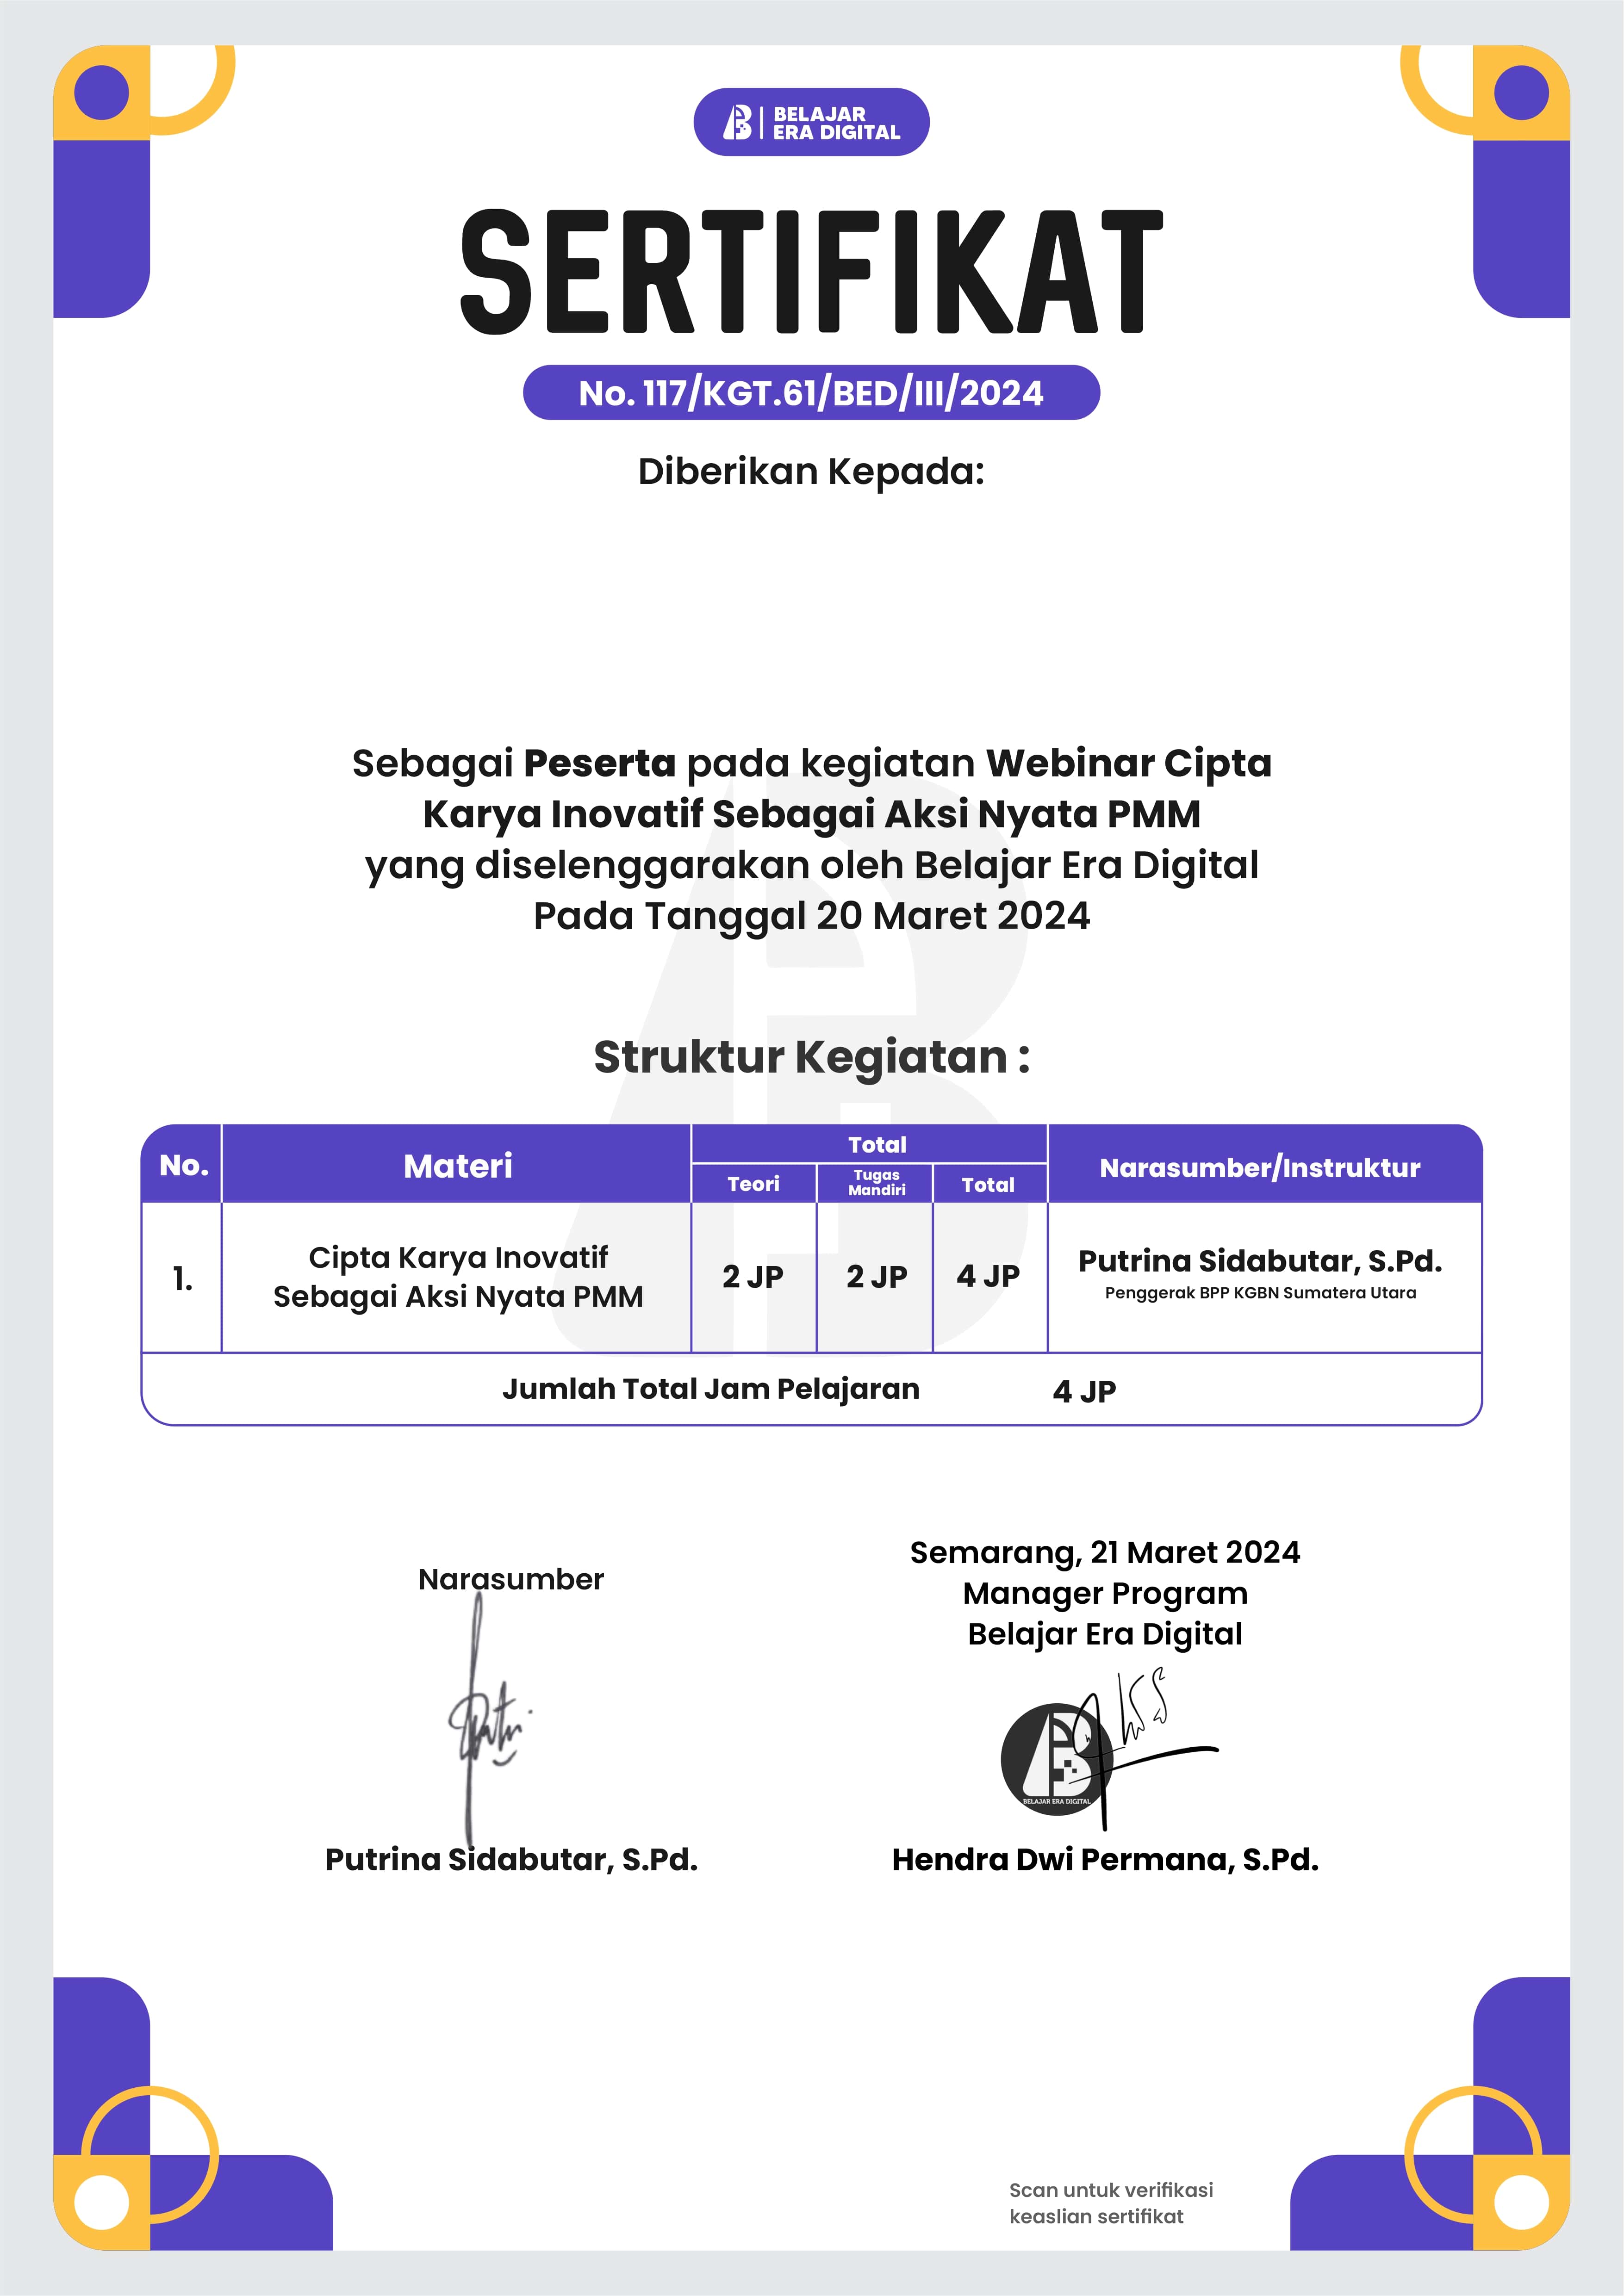 BELAJAR
ERA DIGITAL
SERTIFIKAT
No. 117/KGT.61/BED/III/2024
Diberikan Kepada:
Sebagai Peserta pada kegiatan Webinar Cipta
Karya Inovatif Sebagai Aksi Nyata PMM
yang diselenggarakan oleh Belajar Era Digital
Pada Tanggal 20 Maret 2024
Struktur Kegiatan :
No. Materi Total Narasumber/Instruktur
Teori Tugas Mandiri Total
1. Cipta Karya Inovatif
Sebagai Aksi Nyata PMM
2 JP 2 JP 4 JP
Putrina Sidabutar, S.Pd.
Penggerak BPP KGBN Sumatera Utara
Jumlah Total Jam Pelajaran 4 JP
Narasumber
Putrina Sidabutar, S.Pd.
Semarang, 21 Maret 2024
Manager Program
Belajar Era Digital
BELAJAR ERA DIGITAL
Hendra Dwi Permana, S.Pd.
Scan untuk verifikasi
keaslian sertifikat